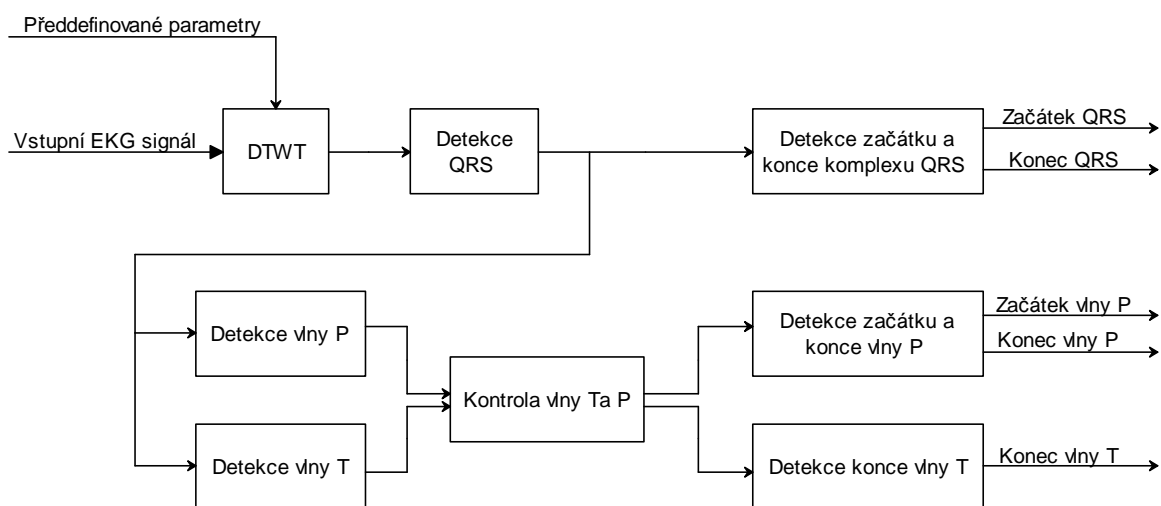 Předdefinované parametry
Vstupní EKG signál
DTWT
Detekce
QRS
Detekce začátku a
konce komplexu QRS
Začátek QRS
Konec QRS
Detekce vlny P
Detekce vlny T
Kontrola vlny Ta P
Detekce začátku a
konce vlny P
Začátek vlny P
Konec vlny P
Detekce konce vlny T
Konec vlny T